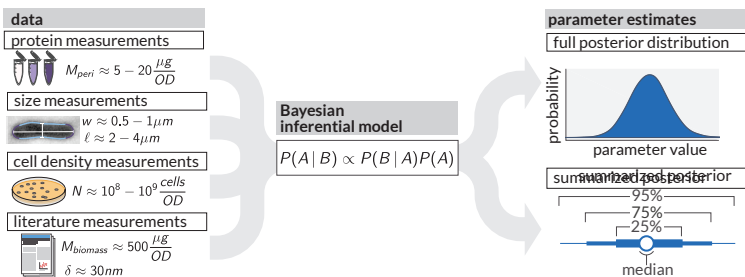 data
protein measurements
M_peri ≈ 5 − 20 μg/OD
size measurements
w ≈ 0.5 − 1μm
ℓ ≈ 2 − 4μm
cell density measurements
N ≈ 10^8 − 10^9 cells/OD
literature measurements
M_biomass ≈ 500 μg/OD
δ ≈ 30nm
Bayesian
inferential model
P(A | B) ∝ P(B | A)P(A)
parameter estimates
full posterior distribution
probability
parameter value
summarized posterior
summarized posterior
95%
75%
25%
median